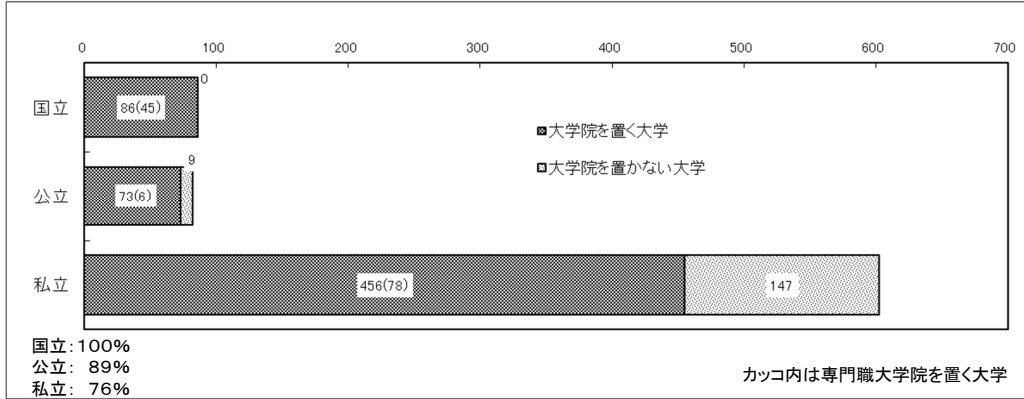 0 100 200 300 400 500 600 700
国立 86(45) 0
■大学院を置く大学
□大学院を置かない大学
公立 73(6) 9
私立 456(78) 147
国立:100%
公立: 89%
私立: 76%
カッコ内は専門職大学院を置く大学